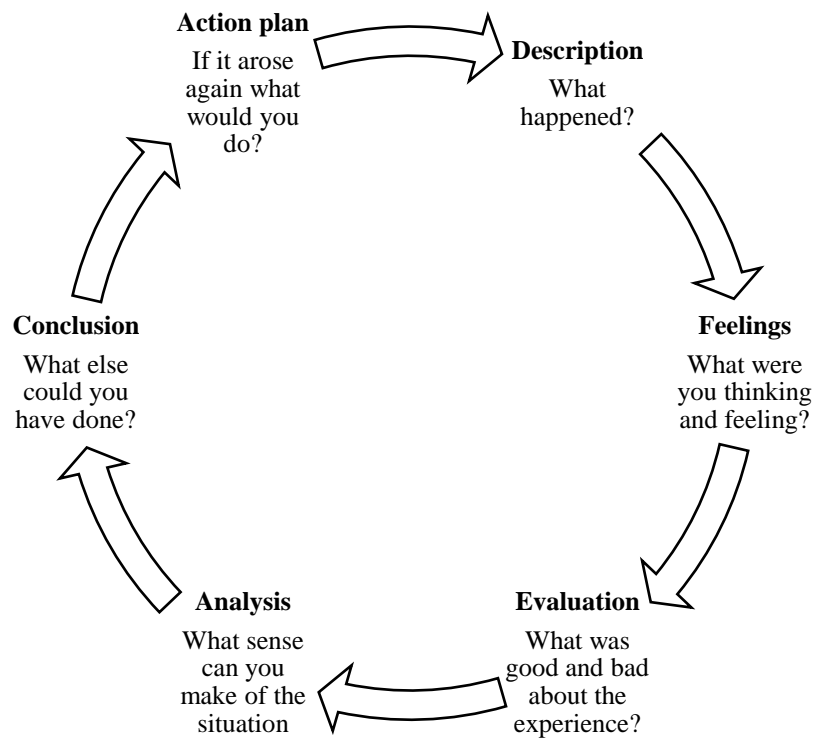 Action plan
If it arose
again what
would you
do?
Description
What
happened?
Feelings
What were
you thinking
and feeling?
Evaluation
What was
good and bad
about the
experience?
Analysis
What sense
can you
make of the
situation
Conclusion
What else
could you
have done?